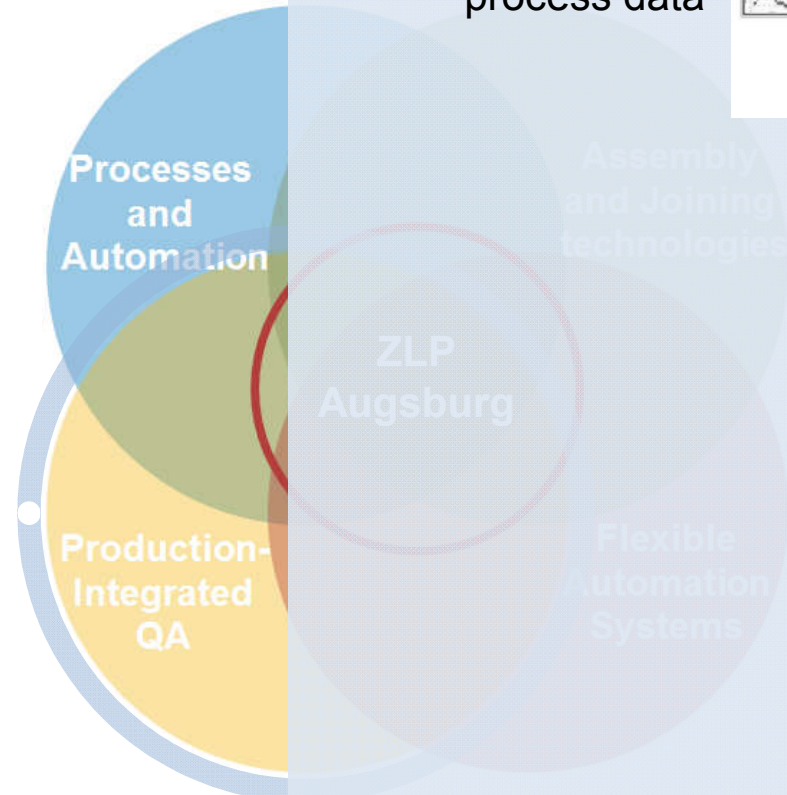 process data
Processes
and
Automation
Assembly
and Joining
technologies
ZLP
Augsburg
Production-
Integrated
QA
Flexible
Automation
Systems